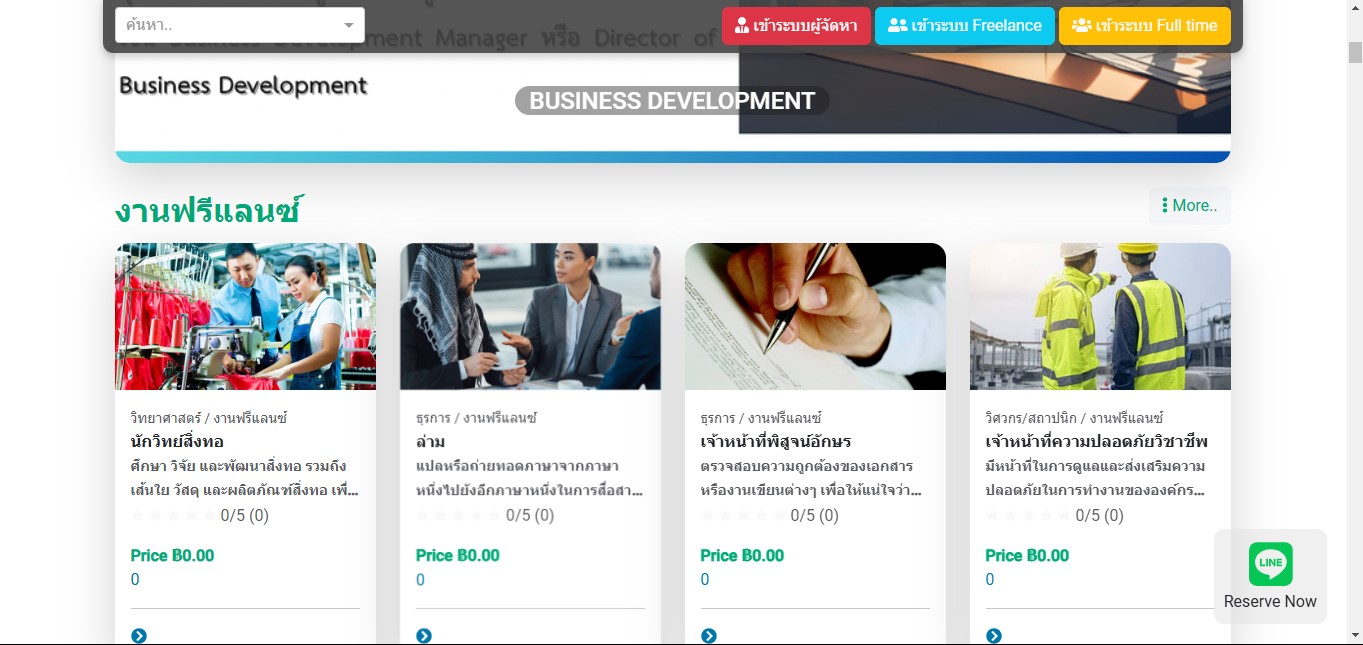 ค้นหา..
เข้าระบบผู้จัดหา
เข้าระบบ Freelance
เข้าระบบ Full time
Business Development Manager หรือ Director of
Business Development
BUSINESS DEVELOPMENT
งานฟรีแลนซ์
More..
วิทยาศาสตร์ / งานฟรีแลนซ์
นักวิทย์สิ่งทอ
ศึกษา วิจัย และพัฒนาสิ่งทอ รวมถึง
เส้นใย วัสดุ และผลิตภัณฑ์สิ่งทอ เพื่...
0/5 (0)
Price ฿0.00
0
ธุรการ / งานฟรีแลนซ์
ล่าม
แปลหรือถ่ายทอดภาษาจากภาษา
หนึ่งไปยังอีกภาษาหนึ่งในการสื่อสา...
0/5 (0)
Price ฿0.00
0
ธุรการ / งานฟรีแลนซ์
เจ้าหน้าที่พิสูจน์อักษร
ตรวจสอบความถูกต้องของเอกสาร
หรืองานเขียนต่างๆ เพื่อให้แน่ใจว่า...
0/5 (0)
Price ฿0.00
0
วิศวกร/สถาปนิก / งานฟรีแลนซ์
เจ้าหน้าที่ความปลอดภัยวิชาชีพ
มีหน้าที่ในการดูแลและส่งเสริมความ
ปลอดภัยในการทำงานขององค์กร...
0/5 (0)
Price ฿0.00
0
LINE
Reserve Now